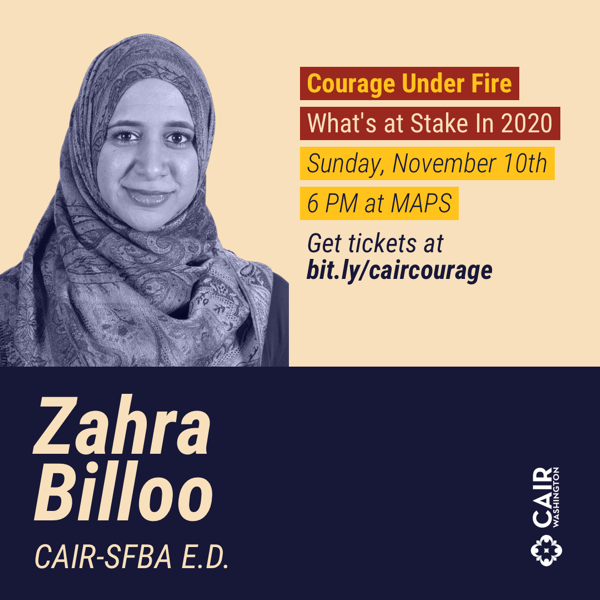 Courage Under Fire
What's at Stake In 2020
Sunday, November 10th
6 PM at MAPS
Get tickets at
bit.ly/caircourage
Zahra
Billoo
CAIR-SFBA E.D.
CAIR
WASHINGTON